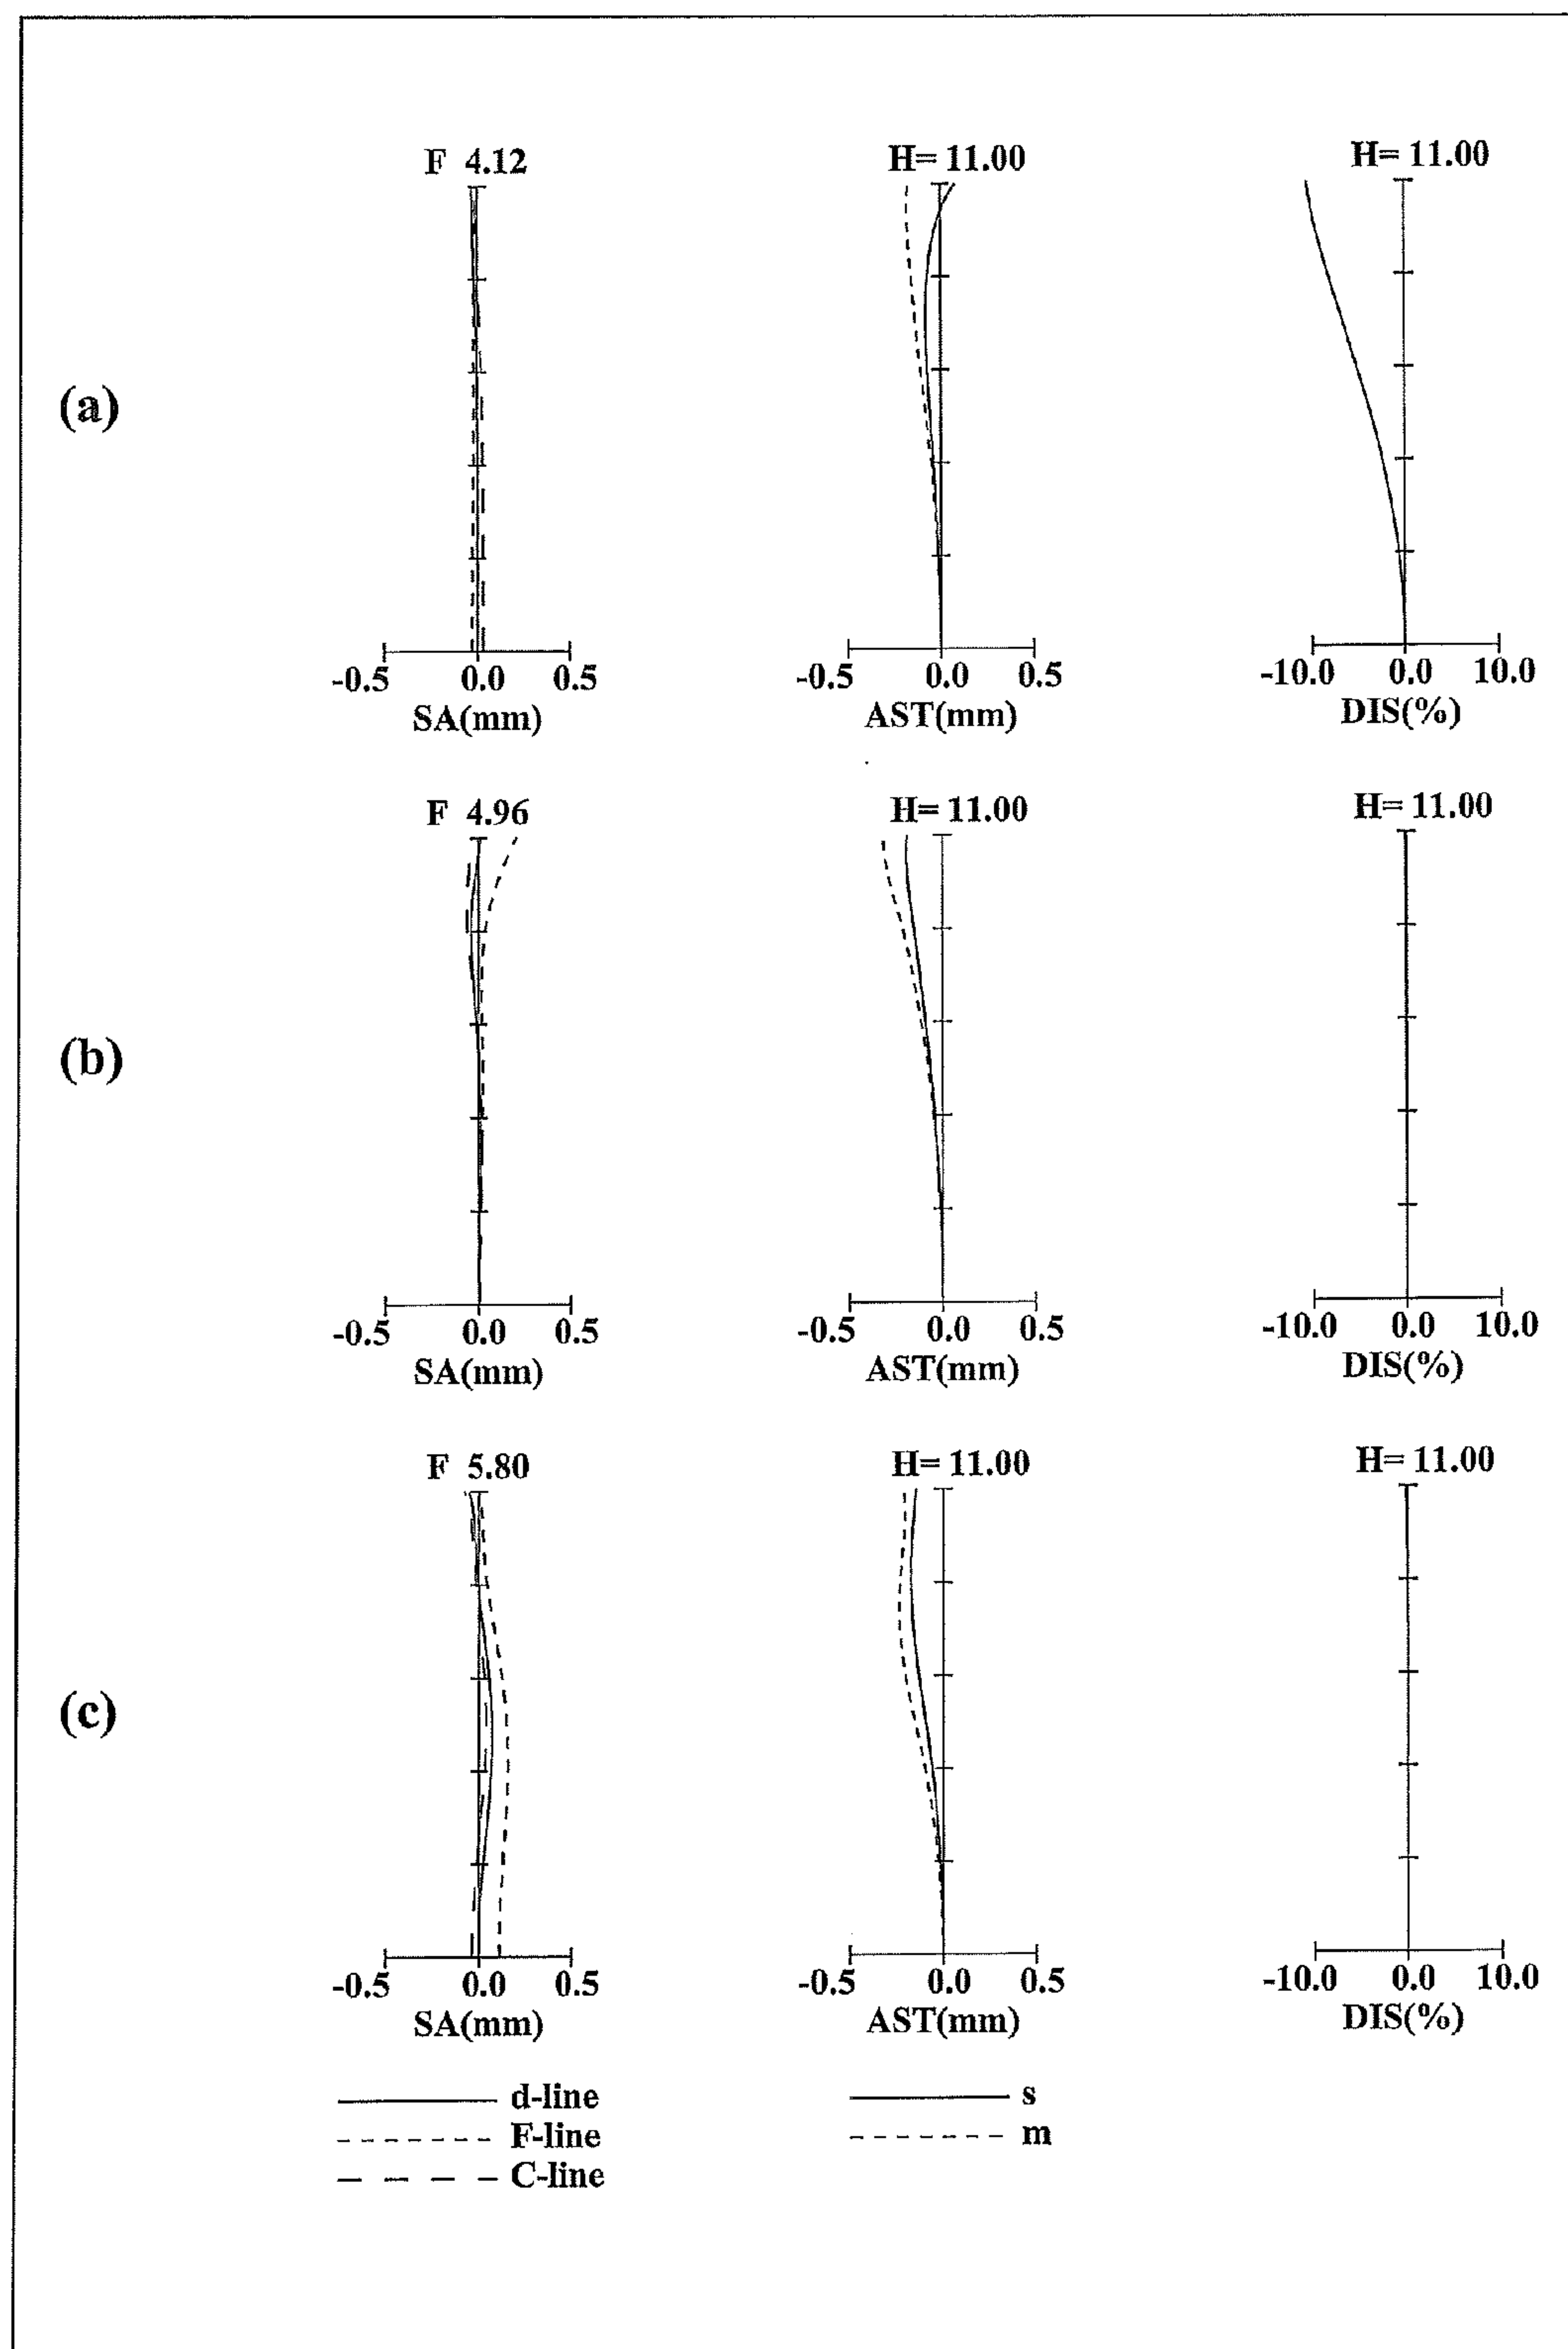 F 4.12 H= 11.00 H= 11.00
(a)
-0.5 0.0 0.5 -0.5 0.0 0.5 -10.0 0.0 10.0
SA(mm) AST(mm) DIS(%)
F 4.96 H= 11.00 H= 11.00
(b)
-0.5 0.0 0.5 -0.5 0.0 0.5 -10.0 0.0 10.0
SA(mm) AST(mm) DIS(%)
F 5.80 H= 11.00 H= 11.00
(c)
-0.5 0.0 0.5 -0.5 0.0 0.5 -10.0 0.0 10.0
SA(mm) AST(mm) DIS(%)
d-line s
F-line m
C-line